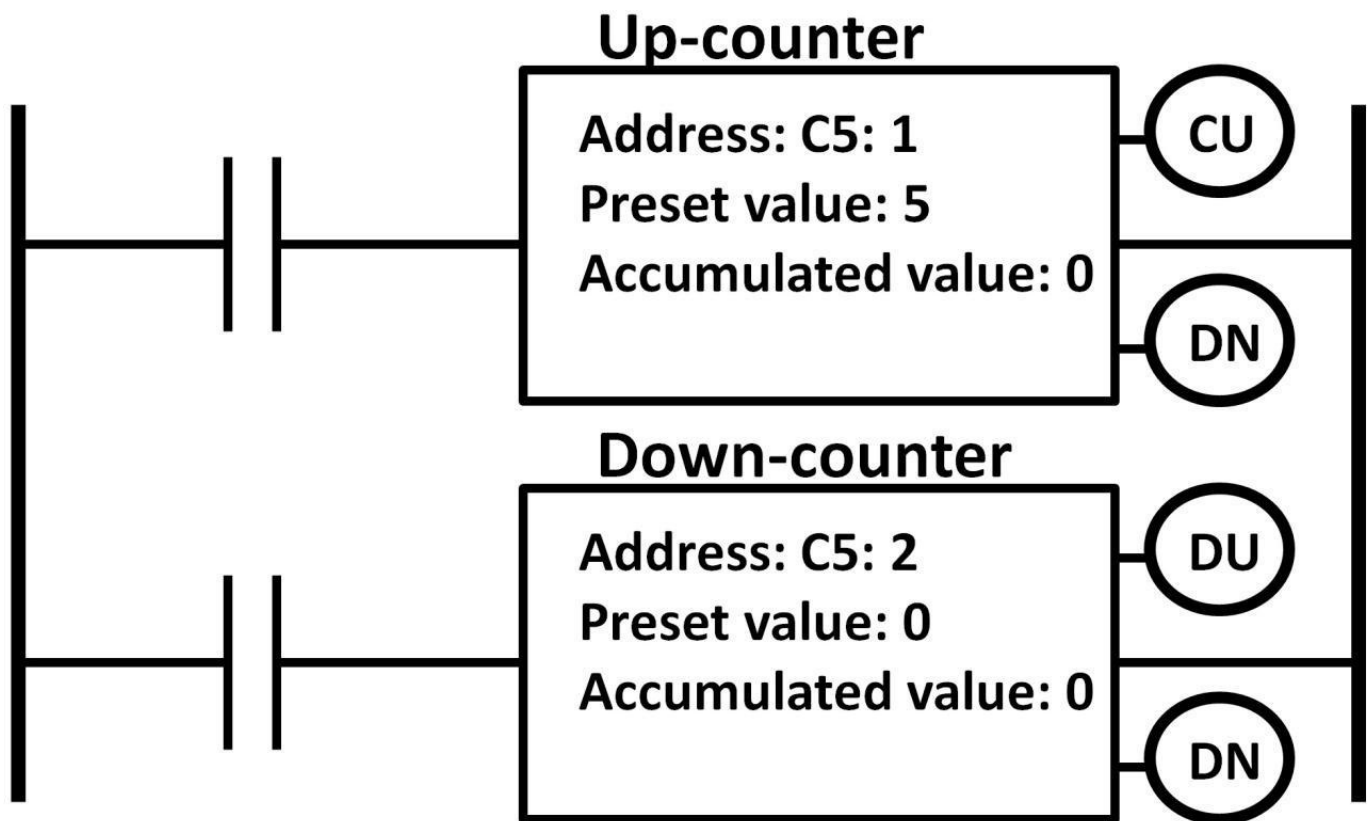 Up-counter
Address: C5: 1
Preset value: 5
Accumulated value: 0
CU
DN
Down-counter
Address: C5: 2
Preset value: 0
Accumulated value: 0
DU
DN